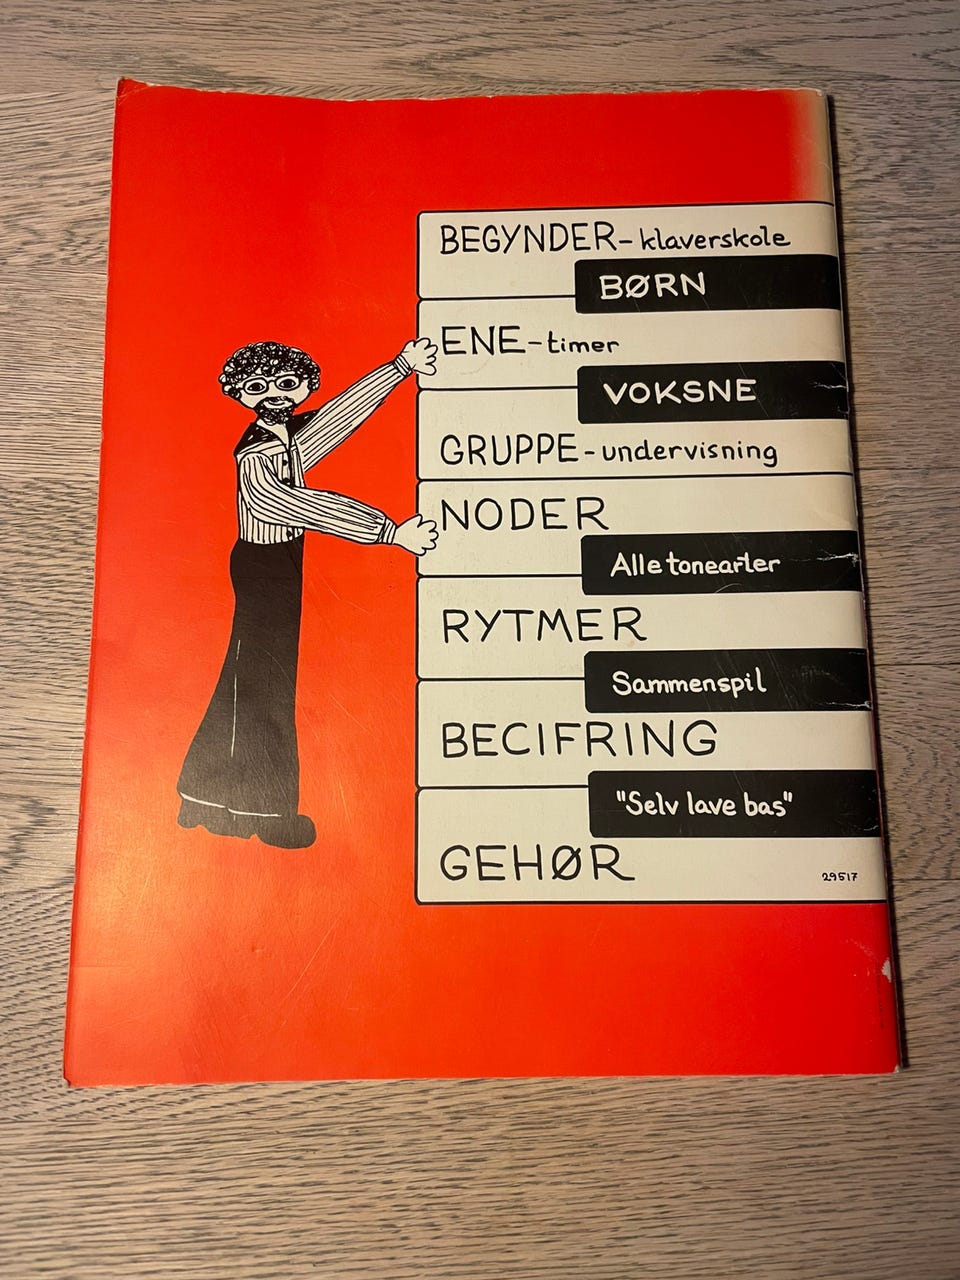 BEGYNDER-klaverskole
BØRN
ENE-timer
VOKSNE
GRUPPE-undervisning
NODER
Alle tonearter
RYTMER
Sammenspil
BECIFRING
"Selv lave bas"
GEHØR
29517